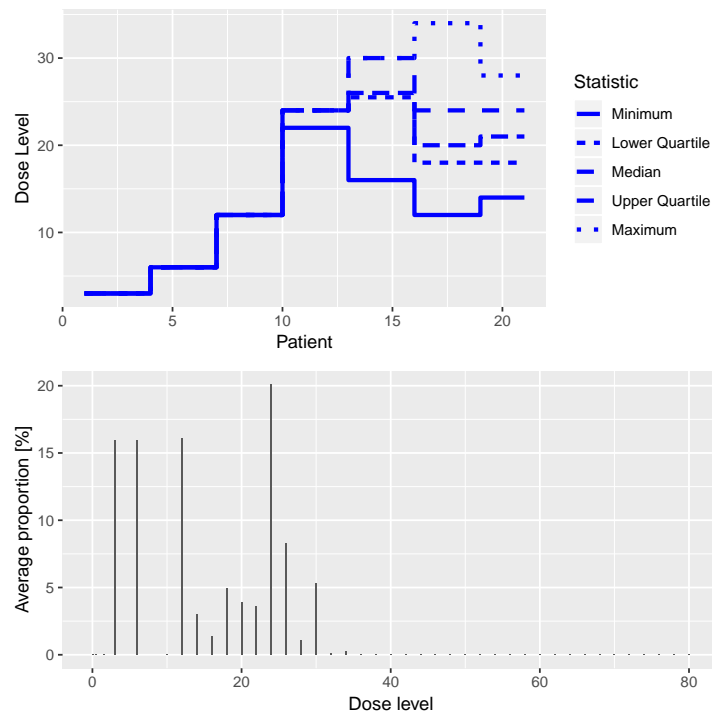 30
20
10
Dose Level
0
5
10
15
20
Patient
Statistic
Minimum
Lower Quartile
Median
Upper Quartile
Maximum
20
15
10
5
0
Average proportion [%]
0
20
40
60
80
Dose level